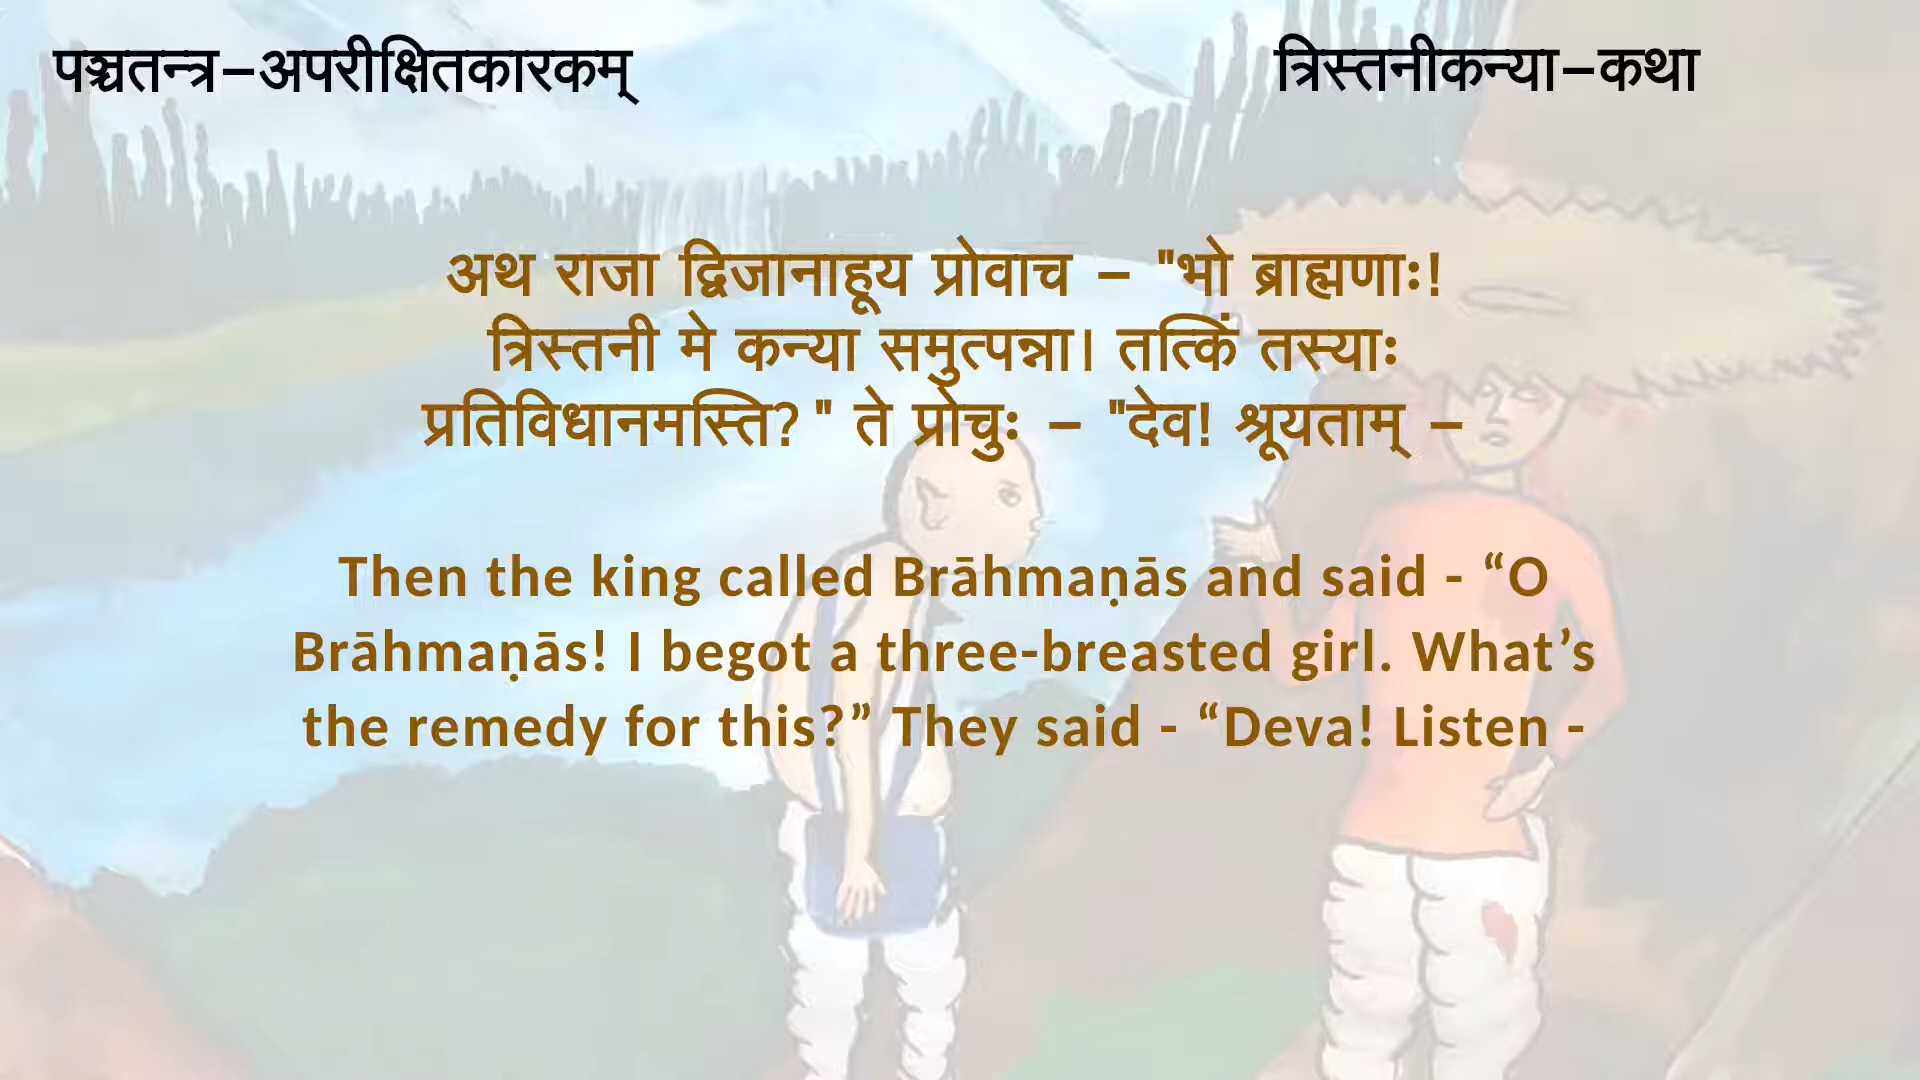 पञ्चतन्त्र–अपरीक्षितकारकम्
त्रिस्तनीकन्या–कथा
अथ राजा द्विजानाहूय प्रोवाच – "भो ब्राह्मणाः!
त्रिस्तनी मे कन्या समुत्पन्ना। तत्किं तस्याः
प्रतिविधानमस्ति? " ते प्रोचुः – "देव! श्रूयताम् –
Then the king called Brāhmaṇās and said - “O
Brāhmaṇās! I begot a three-breasted girl. What’s
the remedy for this?” They said - “Deva! Listen -